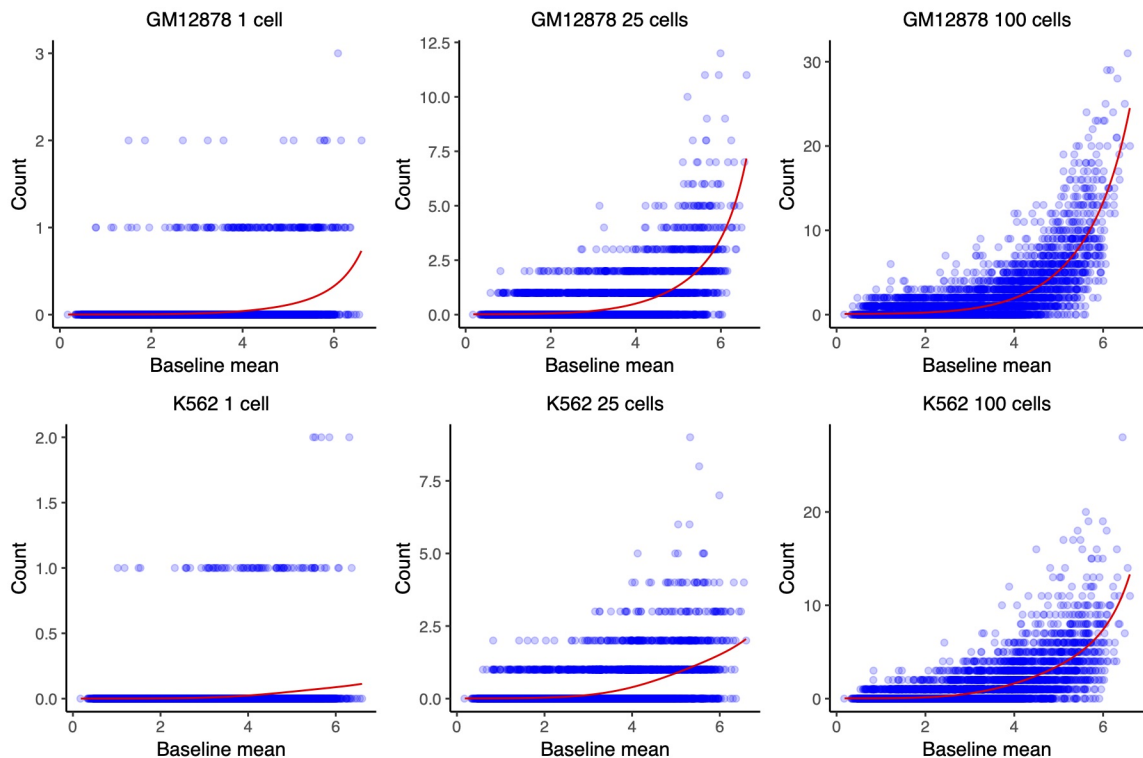 GM12878 1 cell
3
2
1
0
Count
0 2 4 6
Baseline mean
GM12878 25 cells
12.5
10.0
7.5
5.0
2.5
0.0
Count
0 2 4 6
Baseline mean
GM12878 100 cells
30
20
10
0
Count
0 2 4 6
Baseline mean
K562 1 cell
2.0
1.5
1.0
0.5
0.0
Count
0 2 4 6
Baseline mean
K562 25 cells
7.5
5.0
2.5
0.0
Count
0 2 4 6
Baseline mean
K562 100 cells
20
10
0
Count
0 2 4 6
Baseline mean